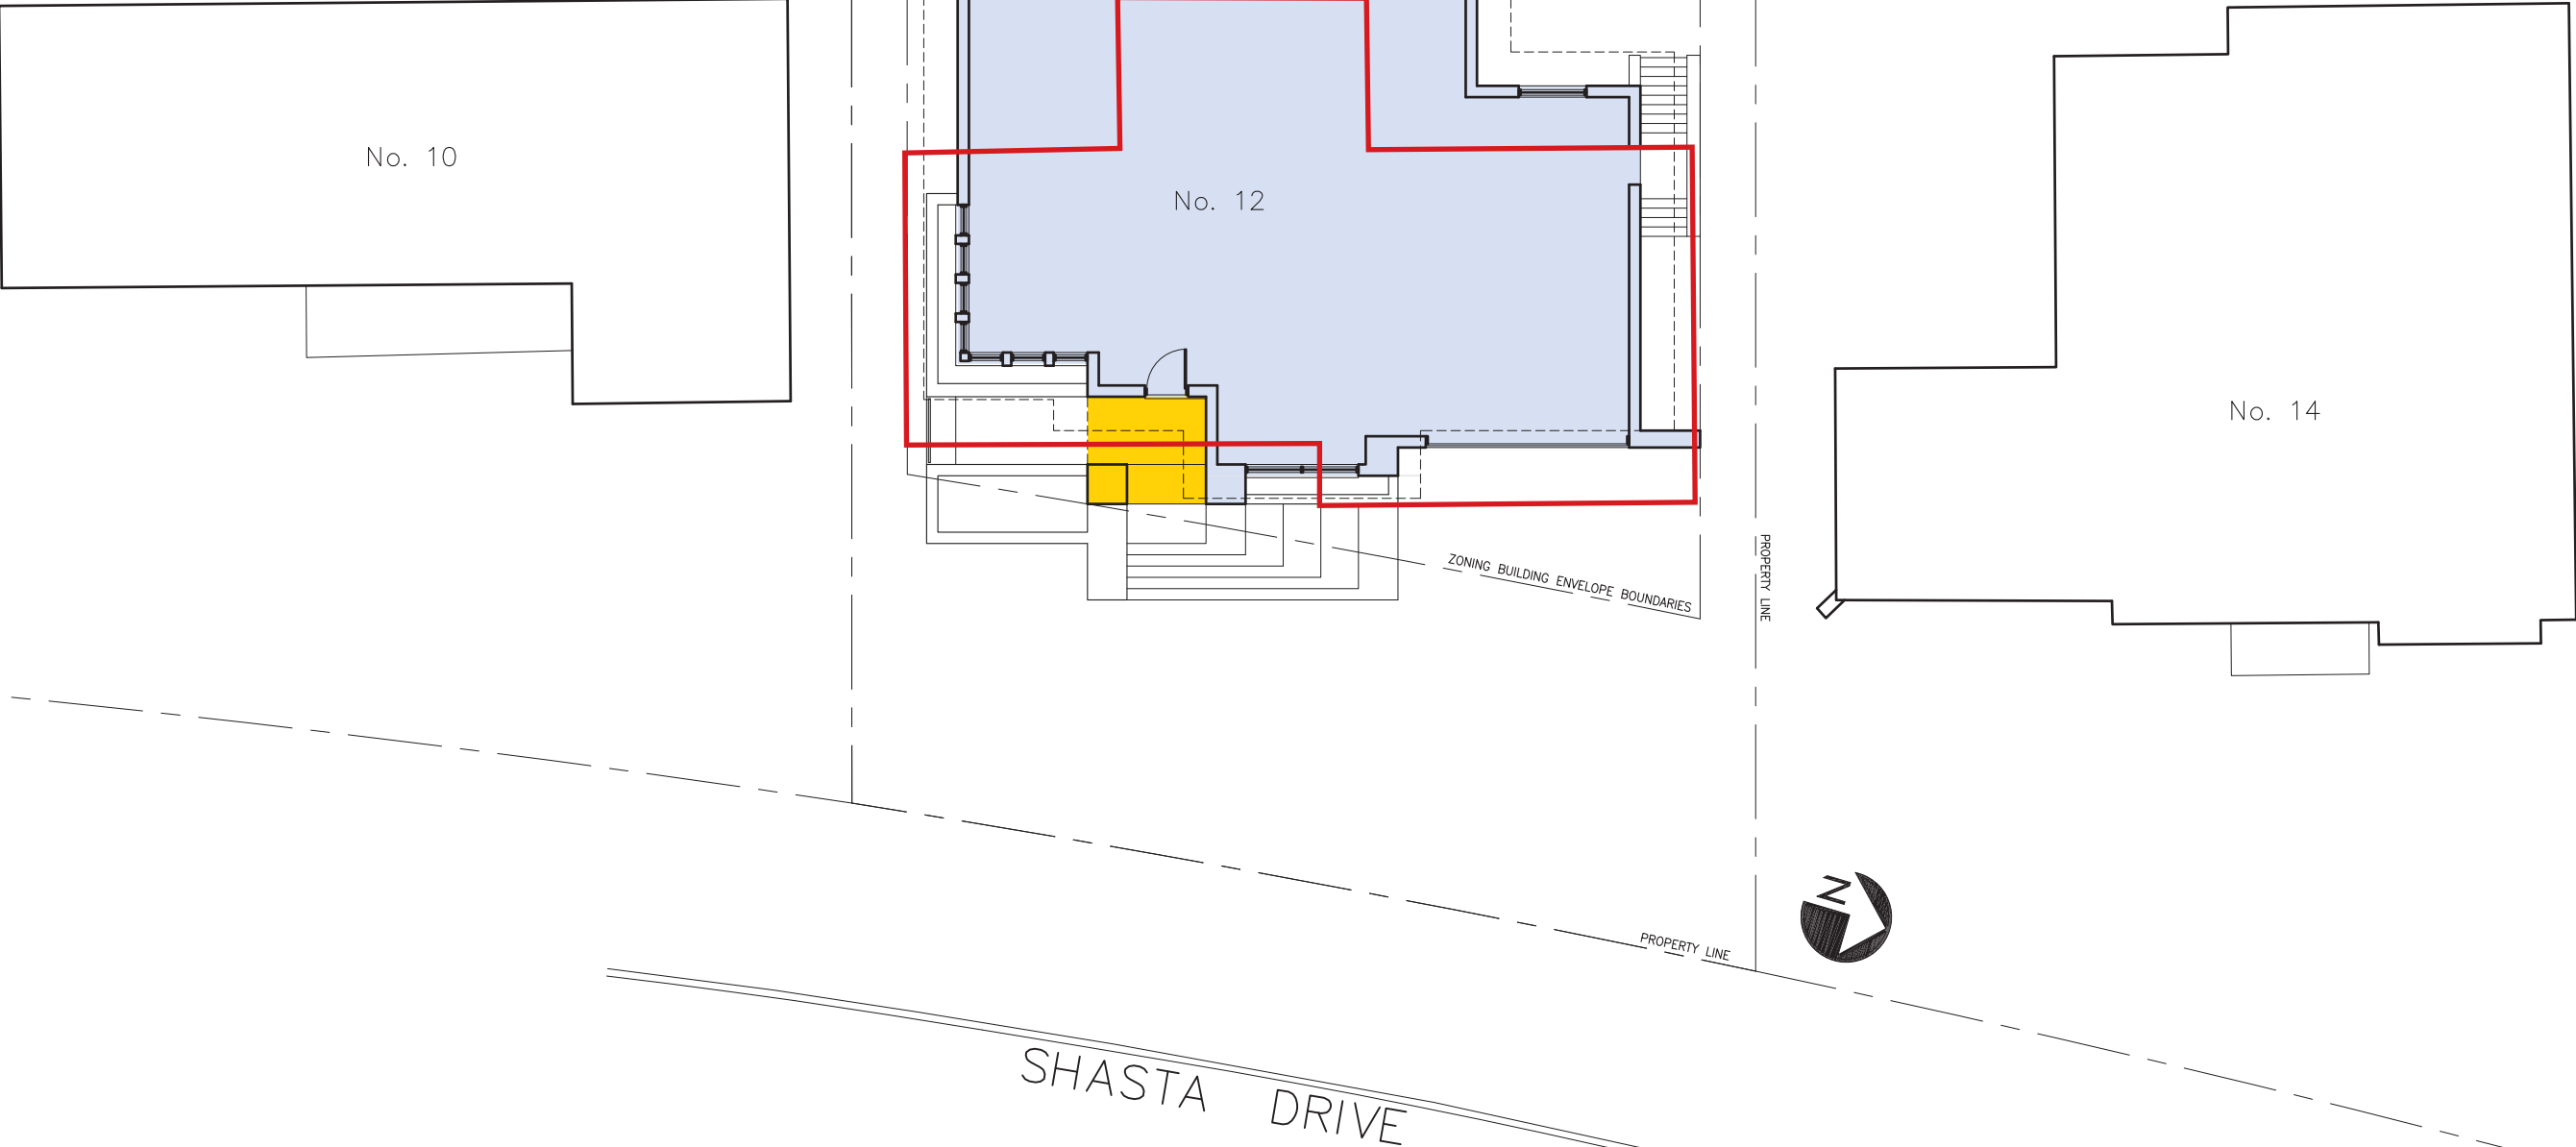 No. 10
No. 12
No. 14
ZONING BUILDING ENVELOPE BOUNDARIES
PROPERTY LINE
N
PROPERTY LINE
SHASTA DRIVE